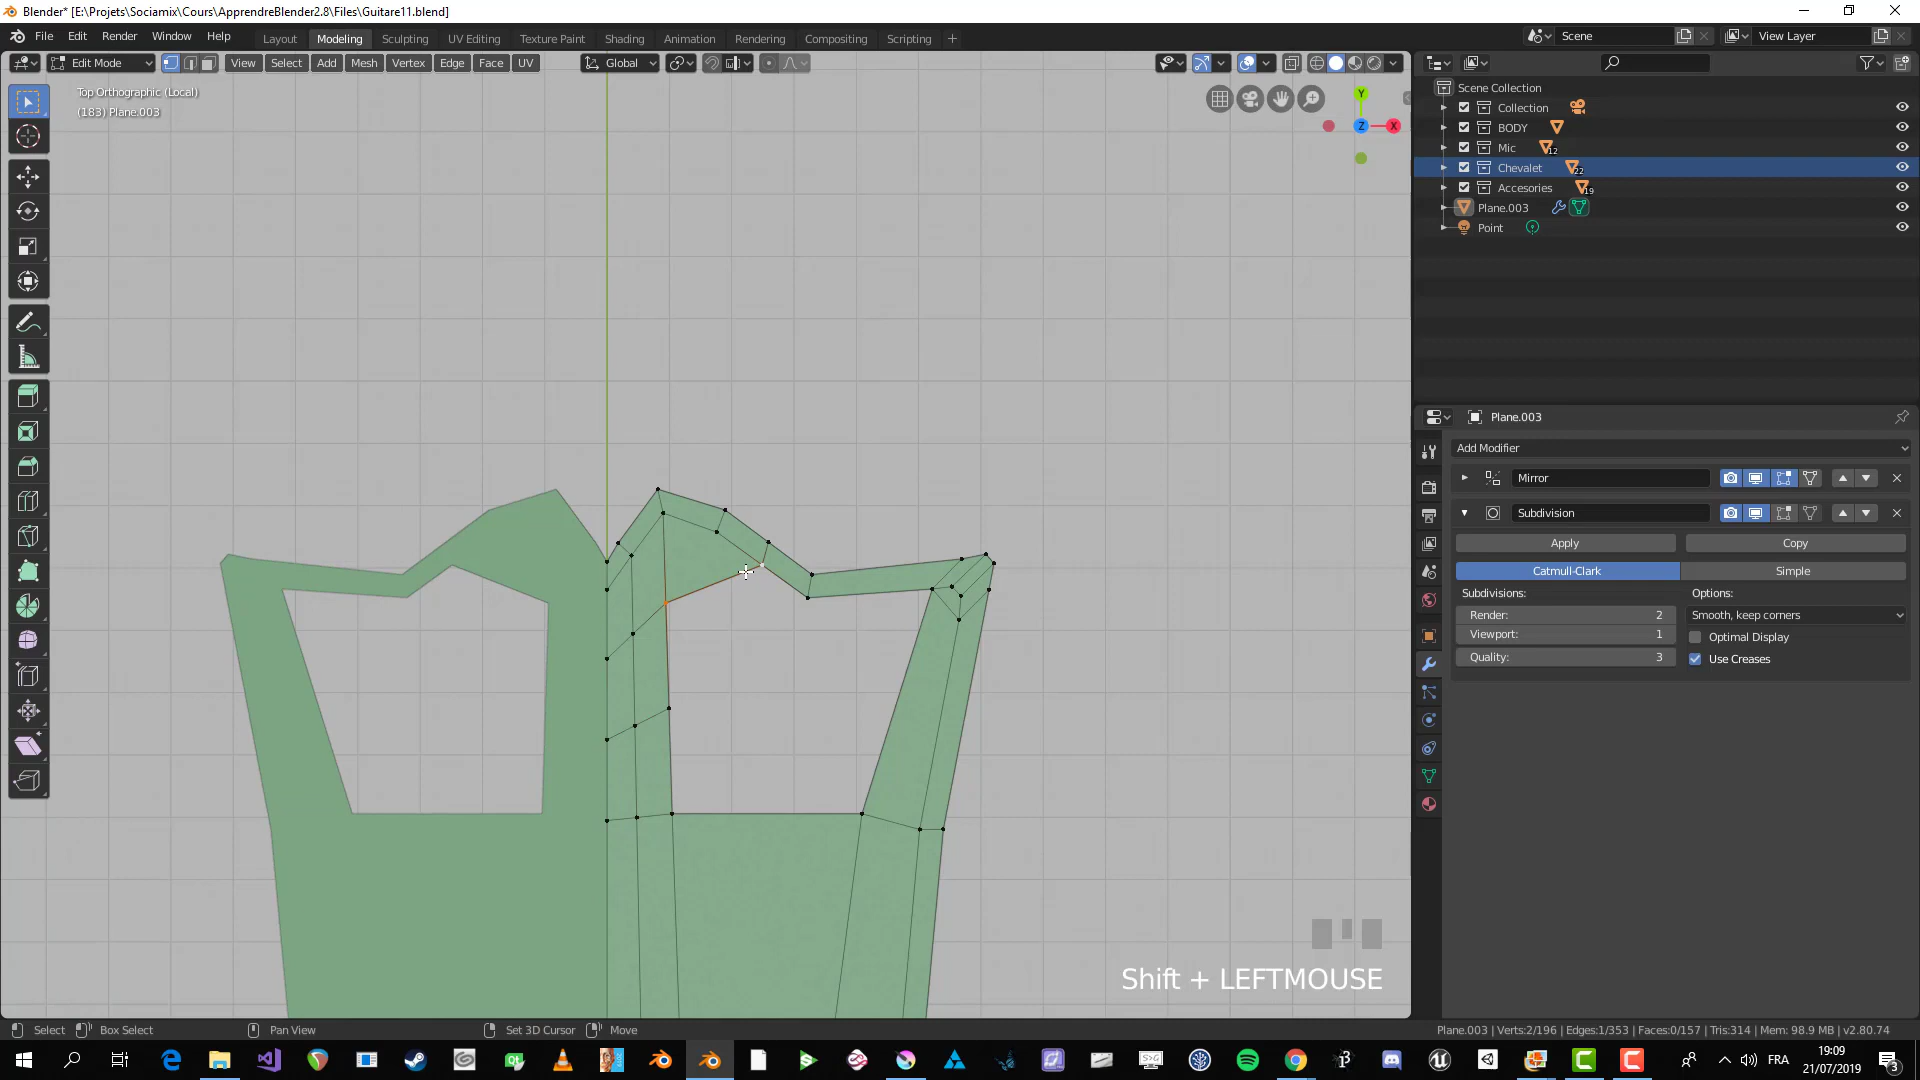 Blender* [E:\Projets\Sociamix\Cours\ApprendreBlender2.8\Files\Guitare11.blend]
File Edit Render Window Help Layout Modeling Sculpting UV Editing Texture Paint Shading Animation Rendering Compositing Scripting Scene View Layer
Edit Mode View Select Add Mesh Vertex Edge Face UV Global
Top Orthographic (Local)
(183) Plane.003
Y
Z
X
Scene Collection
Collection
BODY
Mic 12
Chevalet 22
Accesories 19
Plane.003
Point
Plane.003
Add Modifier
Mirror
Subdivision
Apply Copy
Catmull-Clark Simple
Subdivisions: Options:
Render: 2 Smooth, keep corners
Viewport: 1 Optimal Display
Quality: 3 Use Creases
Shift + LEFTMOUSE
Select Box Select Pan View Set 3D Cursor Move Plane.003 | Verts:2/196 | Edges:1/353 | Faces:0/157 | Tris:314 | Mem: 98.9 MB | v2.80.74
FRA 19:09
21/07/2019 3